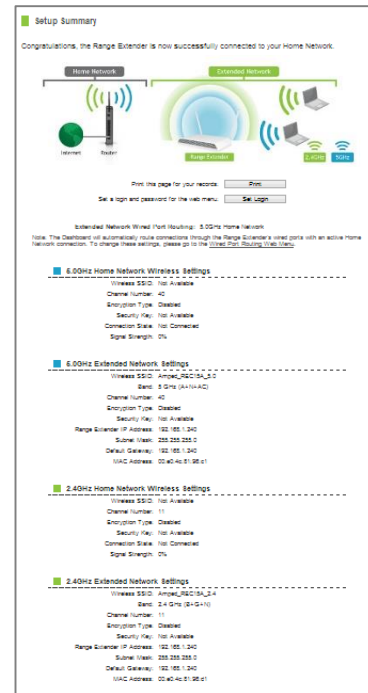 Setup Summary
Congratulations, the Range Extender is now successfully connected to your Home Network.
Home Network
Extended Network
Internet
Router
Range Extender
2.4GHz
5GHz
Print this page for your records: Print
Set a login and password for the web menu: Set Login
Extended Network Wired Port Routing: 5.0GHz Home Network
Note: The Dashboard will automatically route connections through the Range Extender's wired ports with an active Home
Network connection. To change these settings, please go to the Wired Port Routing Web Menu.
5.0GHz Home Network Wireless Settings
Wireless SSID: Not Available
Channel Number: 40
Encryption Type: Disabled
Security Key: Not Available
Connection State: Not Connected
Signal Strength: 0%
5.0GHz Extended Network Settings
Wireless SSID: Amped_REC15A_5.0
Band: 5 GHz (A+N+AC)
Channel Number: 40
Encryption Type: Disabled
Security Key: Not Available
Range Extender IP Address: 192.168.1.240
Subnet Mask: 255.255.255.0
Default Gateway: 192.168.1.240
MAC Address: 00:e0:4c:81:96:c1
2.4GHz Home Network Wireless Settings
Wireless SSID: Not Available
Channel Number: 11
Encryption Type: Disabled
Security Key: Not Available
Connection State: Not Connected
Signal Strength: 0%
2.4GHz Extended Network Settings
Wireless SSID: Amped_REC15A_2.4
Band: 2.4 GHz (B+G+N)
Channel Number: 11
Encryption Type: Disabled
Security Key: Not Available
Range Extender IP Address: 192.168.1.240
Subnet Mask: 255.255.255.0
Default Gateway: 192.168.1.240
MAC Address: 00:e0:4c:81:96:d1